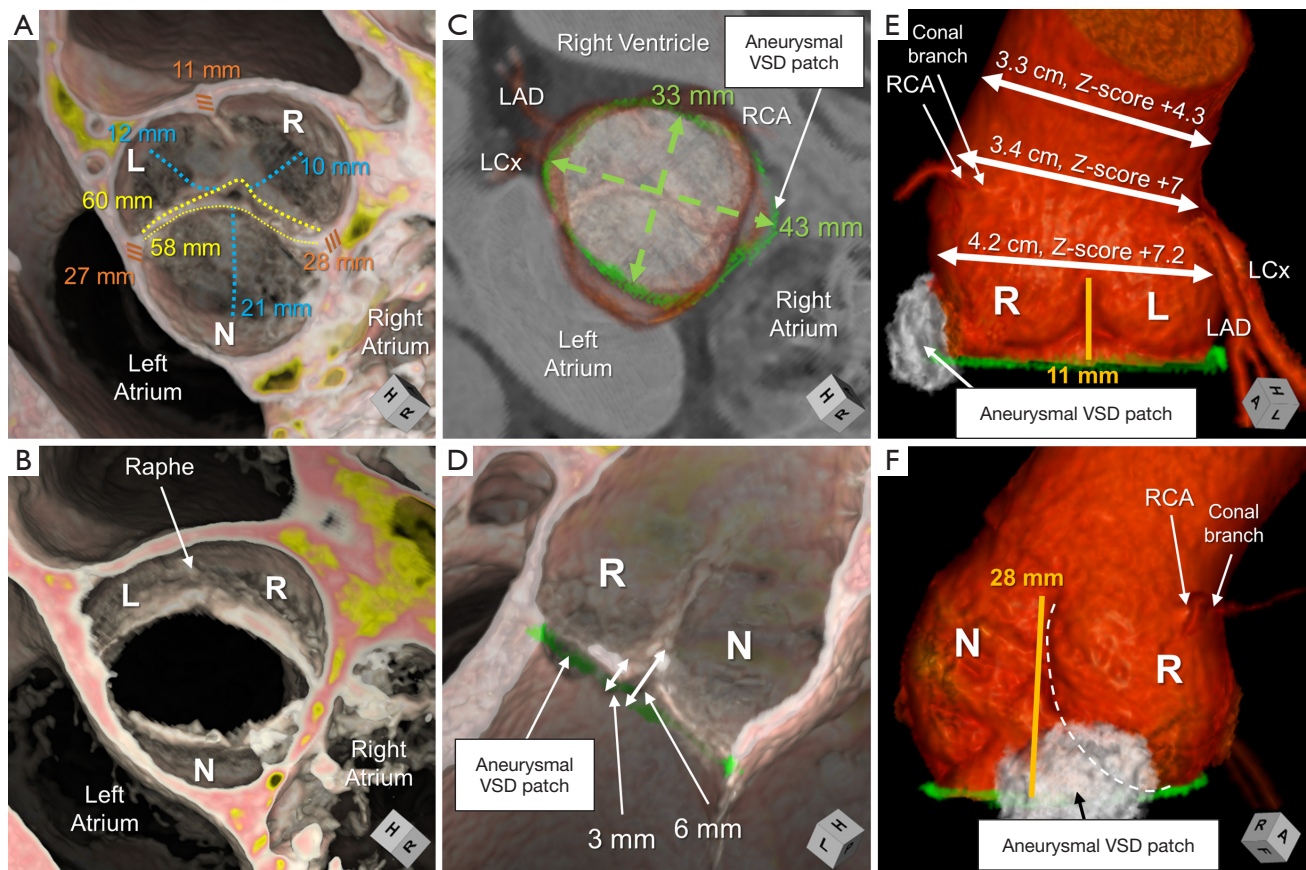 A
11 mm
R
12 mm
L
10 mm
60 mm
58 mm
27 mm
28 mm
21 mm
N
Right
Atrium
Left
Atrium
H
R
B
Raphe
L
R
N
Right
Atrium
Left
Atrium
H
R
C
Right Ventricle
Aneurysmal
VSD patch
LAD
33 mm
RCA
LCx
43 mm
Right
Atrium
Left
Atrium
H
R
D
R
N
Aneurysmal
VSD patch
3 mm
6 mm
H
L
E
Conal
branch
RCA
3.3 cm, Z-score +4.3
3.4 cm, Z-score +7
4.2 cm, Z-score +7.2
R
L
LCx
LAD
11 mm
Aneurysmal VSD patch
H
A
L
F
RCA
Conal
branch
28 mm
N
R
Aneurysmal VSD patch
R
A
F